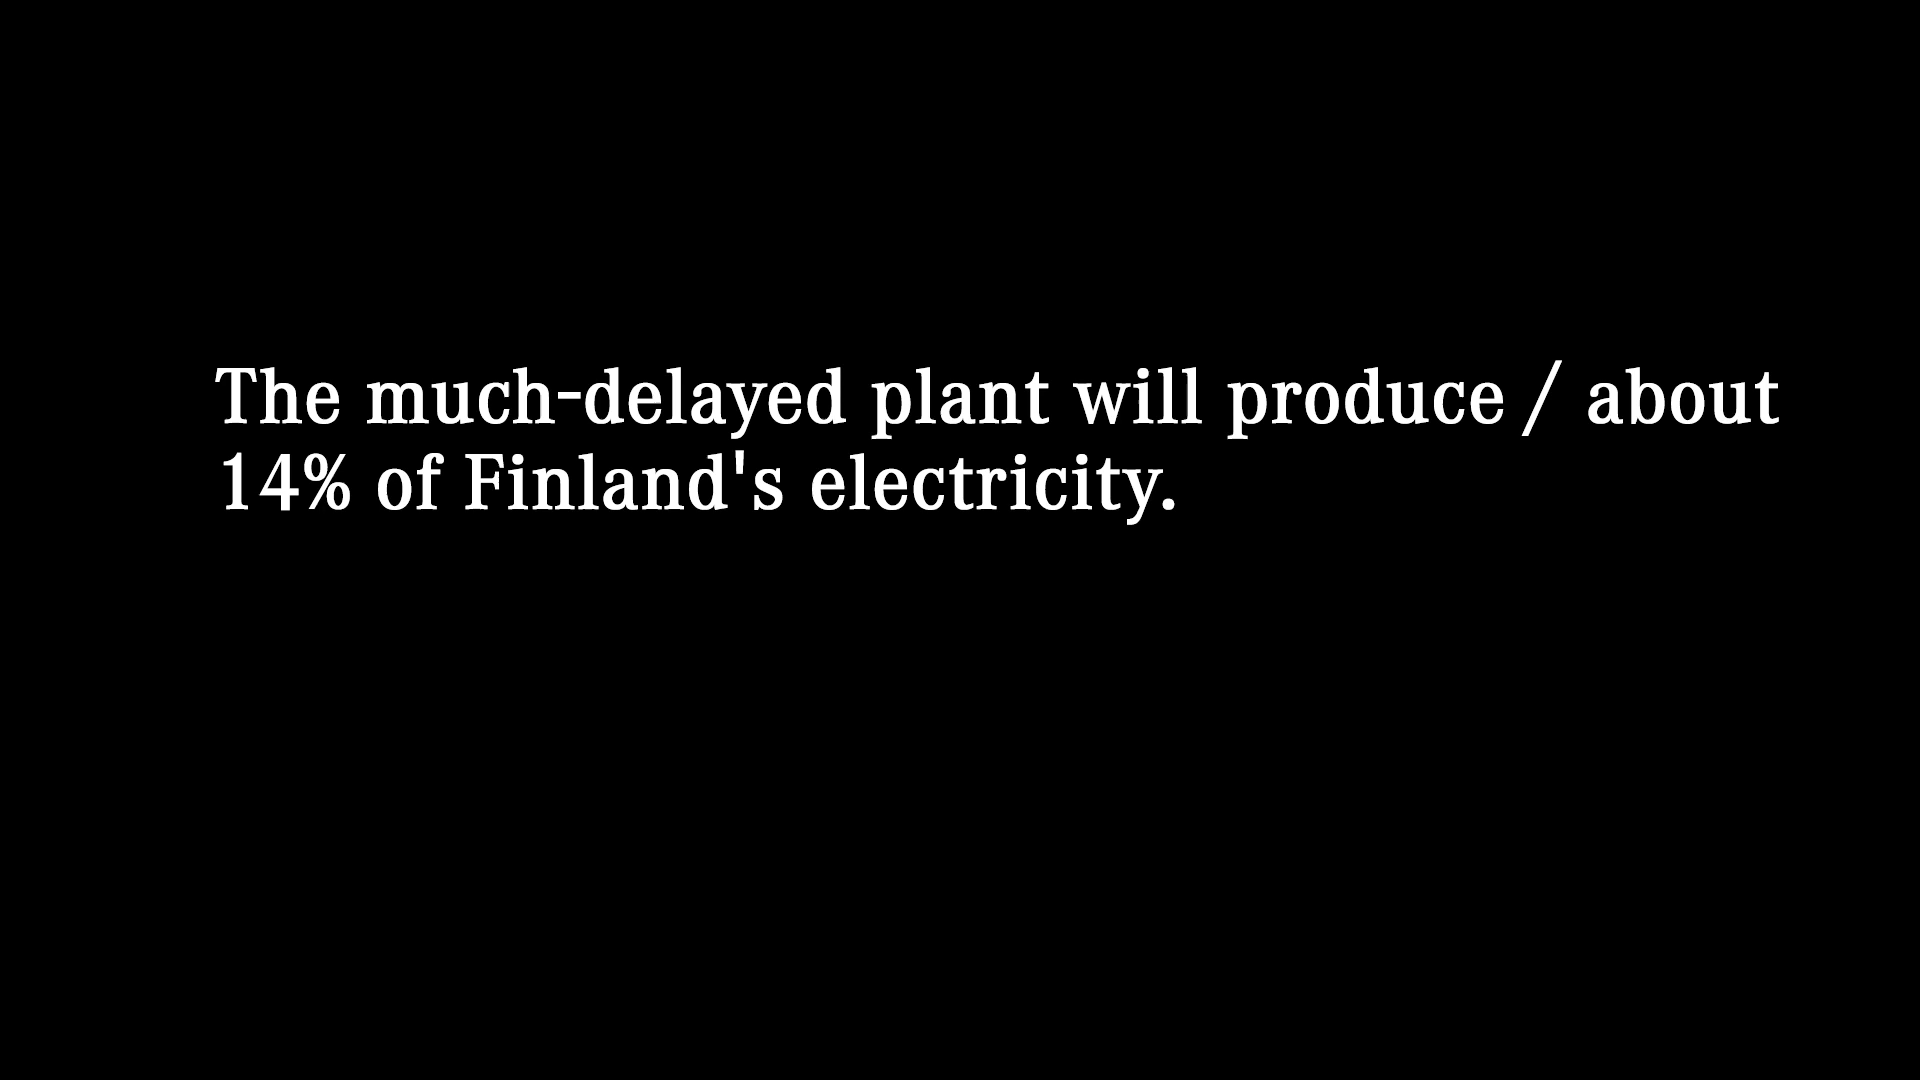 The much-delayed plant will produce / about
14% of Finland's electricity.